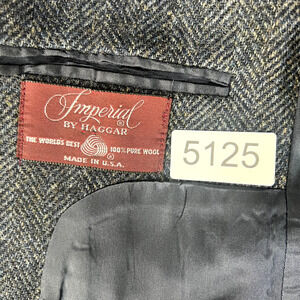 Imperial
®
BY HAGGAR
THE WORLD'S BEST 100% PURE WOOL
MADE IN U.S.A.
5125